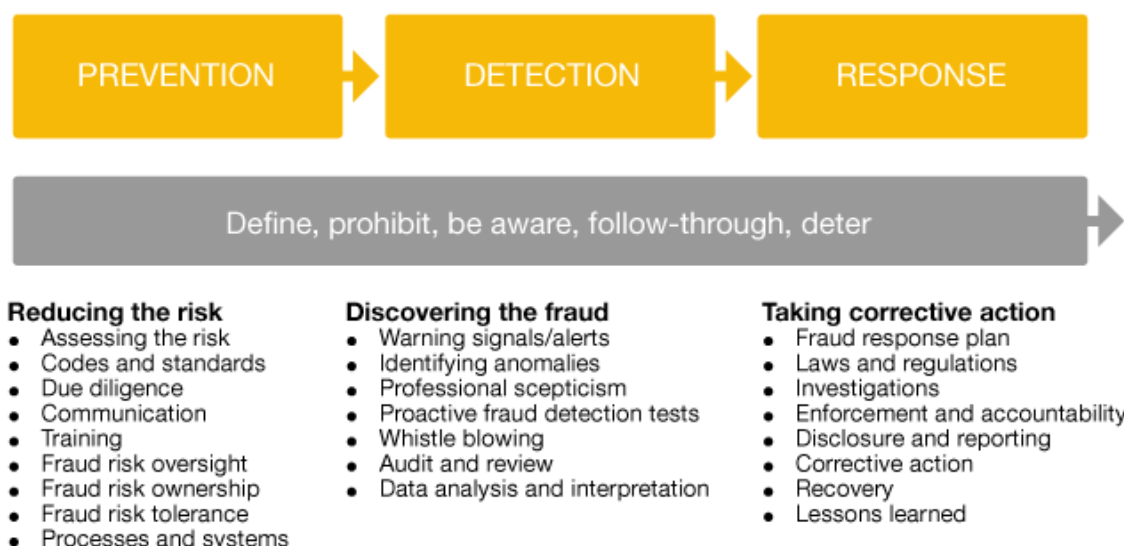 PREVENTION
DETECTION
RESPONSE
Define, prohibit, be aware, follow-through, deter
Reducing the risk
• Assessing the risk
• Codes and standards
• Due diligence
• Communication
• Training
• Fraud risk oversight
• Fraud risk ownership
• Fraud risk tolerance
• Processes and systems
Discovering the fraud
• Warning signals/alerts
• Identifying anomalies
• Professional scepticism
• Proactive fraud detection tests
• Whistle blowing
• Audit and review
• Data analysis and interpretation
Taking corrective action
• Fraud response plan
• Laws and regulations
• Investigations
• Enforcement and accountability
• Disclosure and reporting
• Corrective action
• Recovery
• Lessons learned